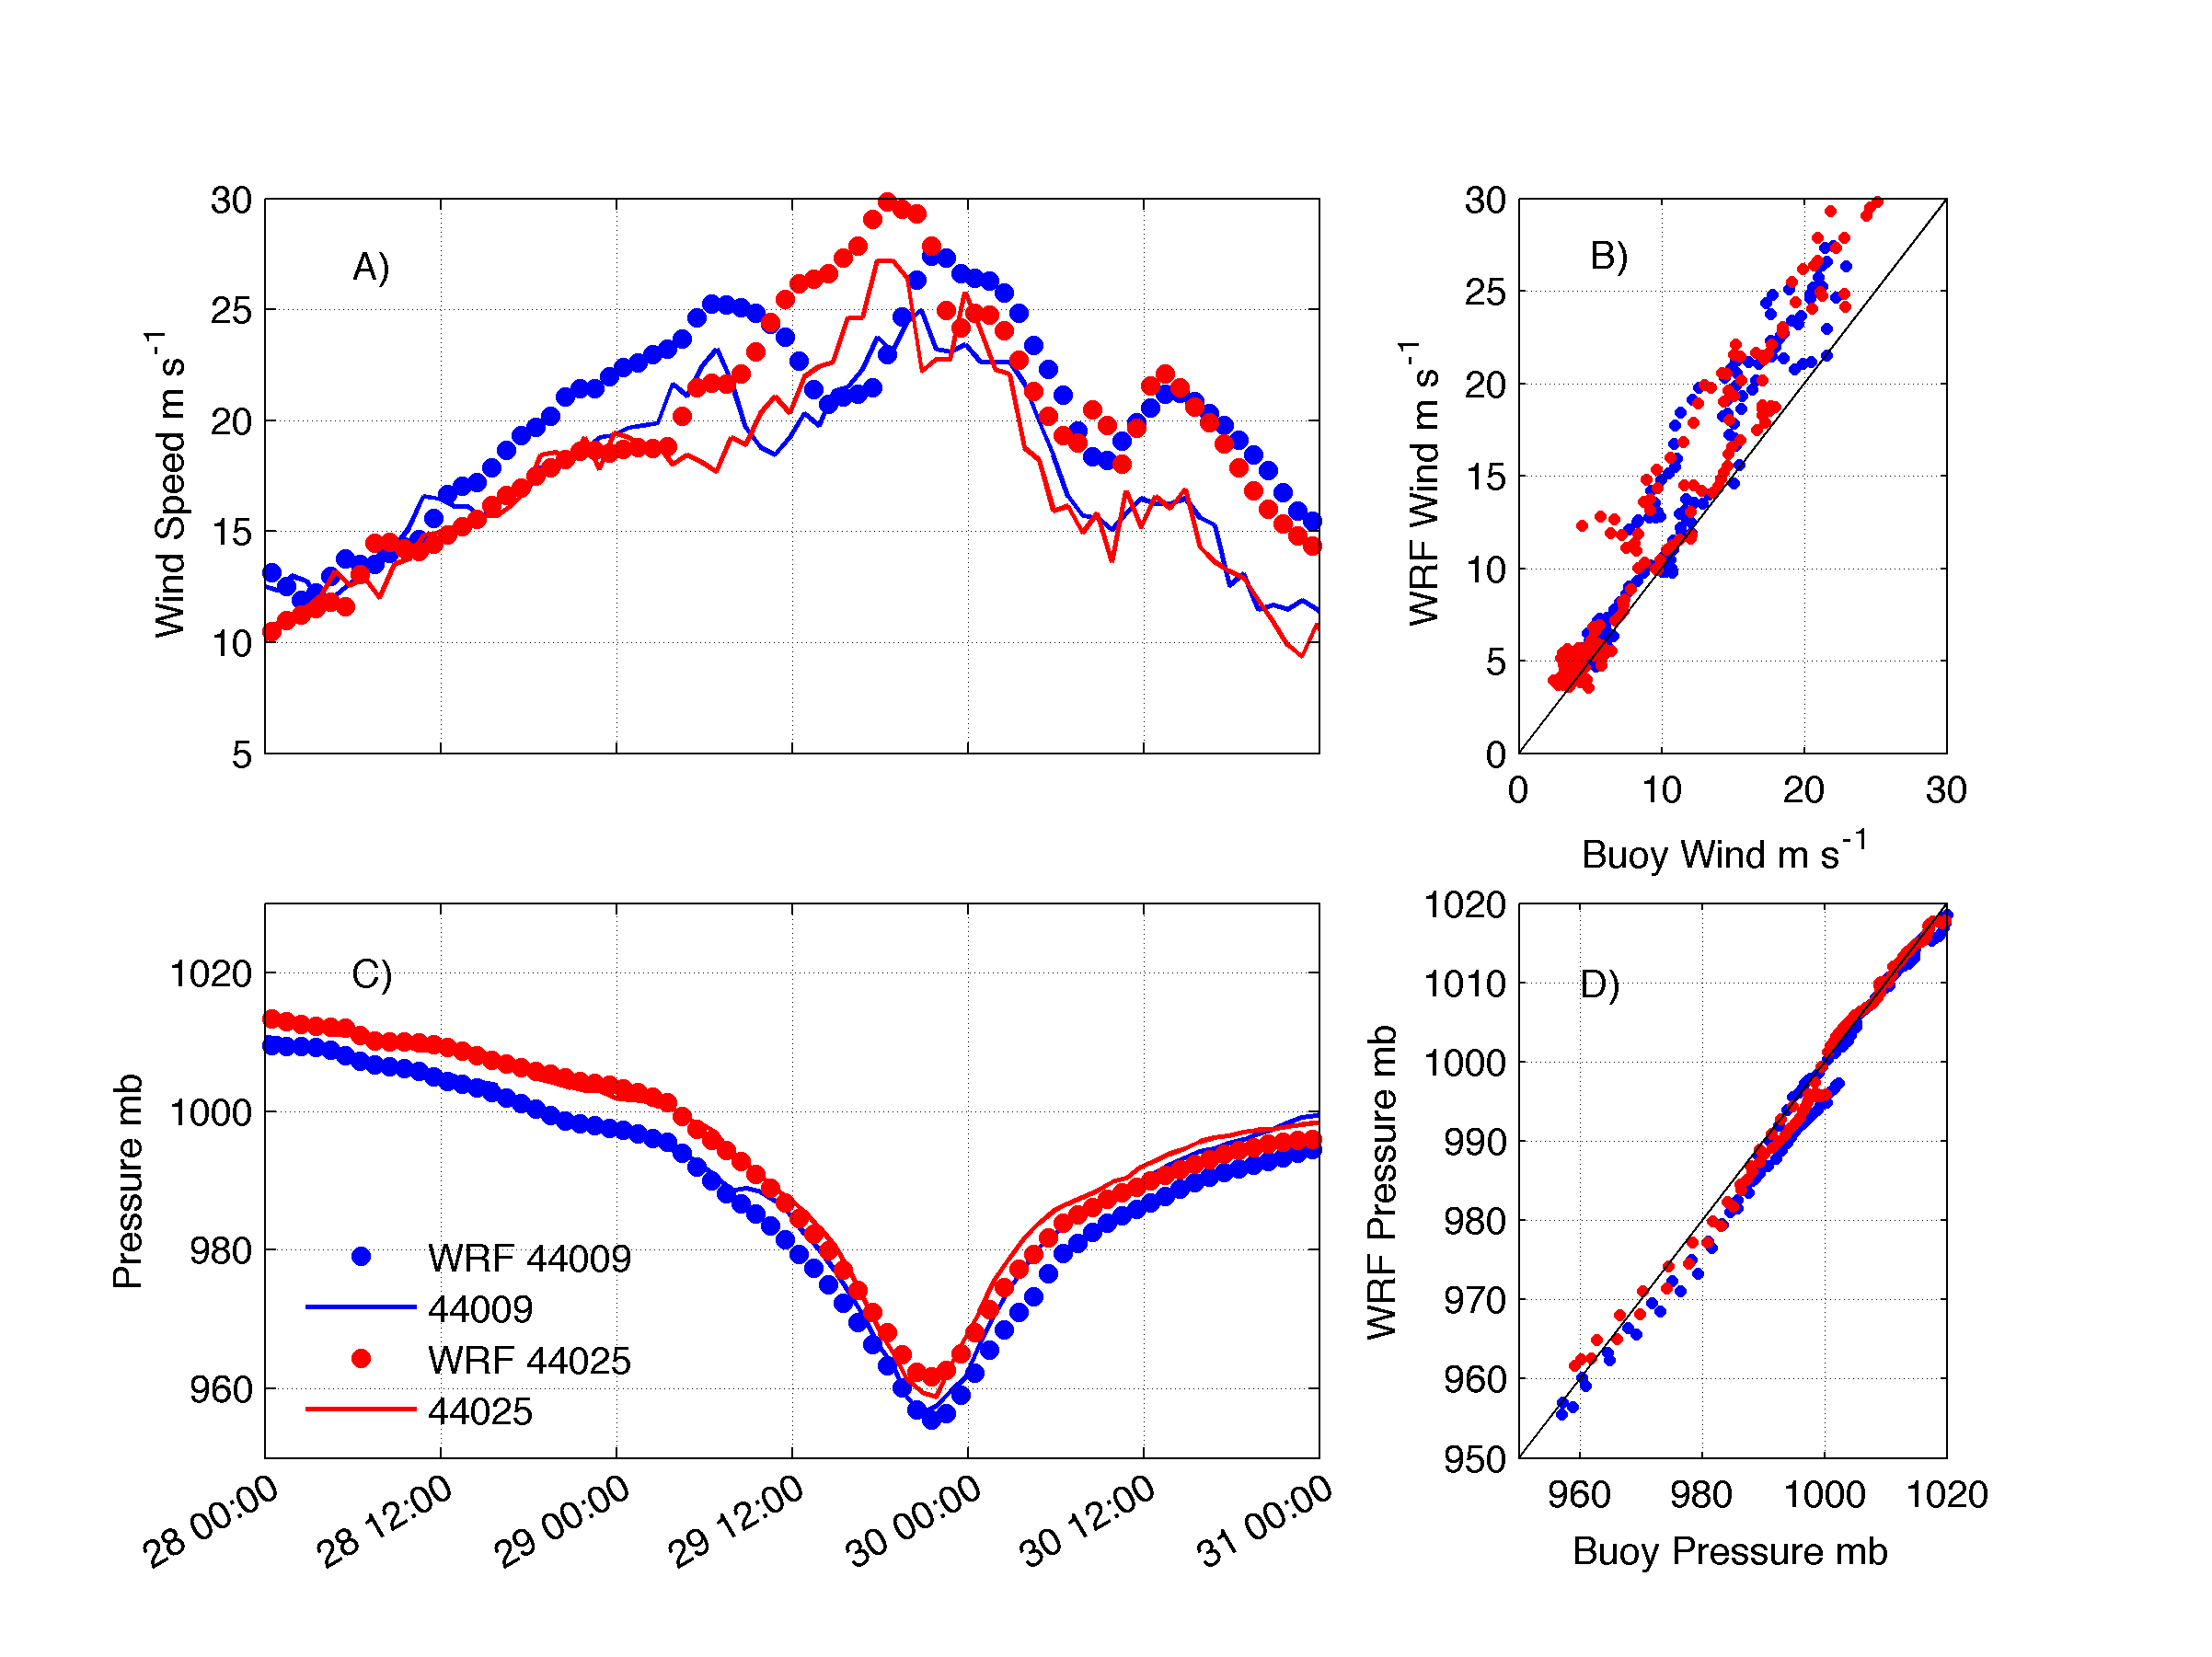 30
25
20
15
10
5
Wind Speed m s-1
A)
30
25
20
15
10
5
0
WRF Wind m s-1
B)
0 10 20 30
Buoy Wind m s-1
1020
1000
980
960
Pressure mb
C)
WRF 44009
44009
WRF 44025
44025
28 00:00
28 12:00
29 00:00
29 12:00
30 00:00
30 12:00
31 00:00
1020
1010
1000
990
980
970
960
950
WRF Pressure mb
D)
960 980 1000 1020
Buoy Pressure mb